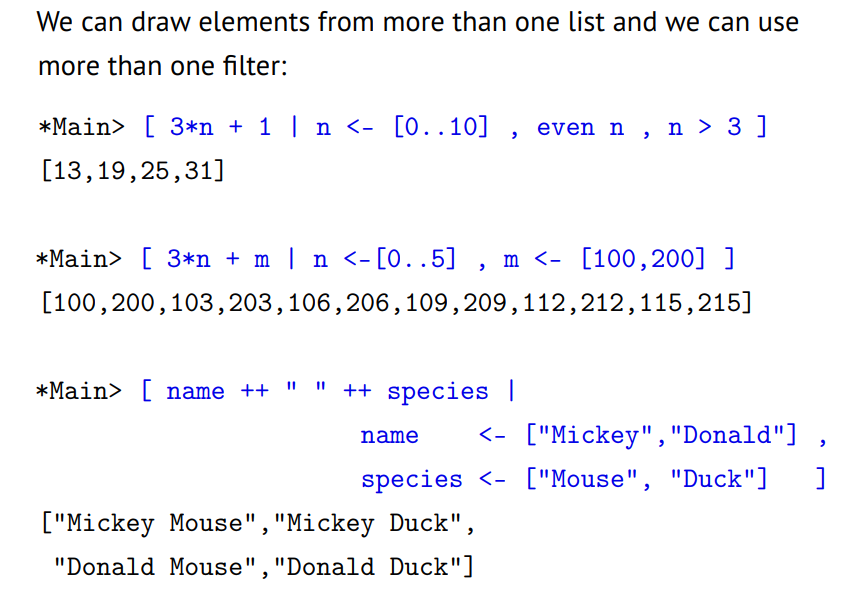 We can draw elements from more than one list and we can use
more than one filter:
*Main> [ 3*n + 1 | n <- [0..10] , even n , n > 3 ]
[13,19,25,31]
*Main> [ 3*n + m | n <-[0..5] , m <- [100,200] ]
[100,200,103,203,106,206,109,209,112,212,115,215]
*Main> [ name ++ " " ++ species |
name    <- ["Mickey","Donald"] ,
species <- ["Mouse", "Duck"]   ]
["Mickey Mouse","Mickey Duck",
"Donald Mouse","Donald Duck"]